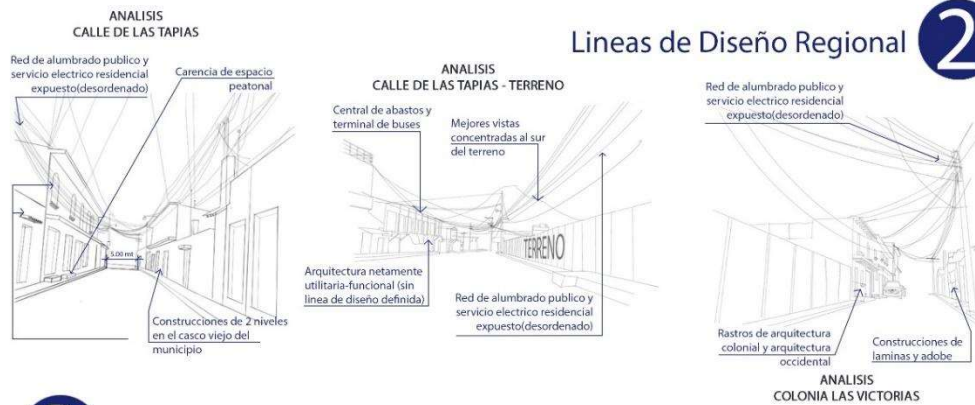 Lineas de Diseño Regional
2
ANALISIS
CALLE DE LAS TAPIAS
Red de alumbrado publico y
servicio electrico residencial
expuesto(desordenado)
Carencia de espacio
peatonal
5.00 mt
Construcciones de 2 niveles
en el casco viejo del
municipio
ANALISIS
CALLE DE LAS TAPIAS - TERRENO
Central de abastos y
terminal de buses
Mejores vistas
concentradas al sur
del terreno
TERRENO
Arquitectura netamente
utilitaria-funcional (sin
linea de diseño definida)
Red de alumbrado publico y
servicio electrico residencial
expuesto(desordenado)
Red de alumbrado publico y
servicio electrico residencial
expuesto(desordenado)
Rastros de arquitectura
colonial y arquitectura
occidental
Construcciones de
laminas y adobe
ANALISIS
COLONIA LAS VICTORIAS